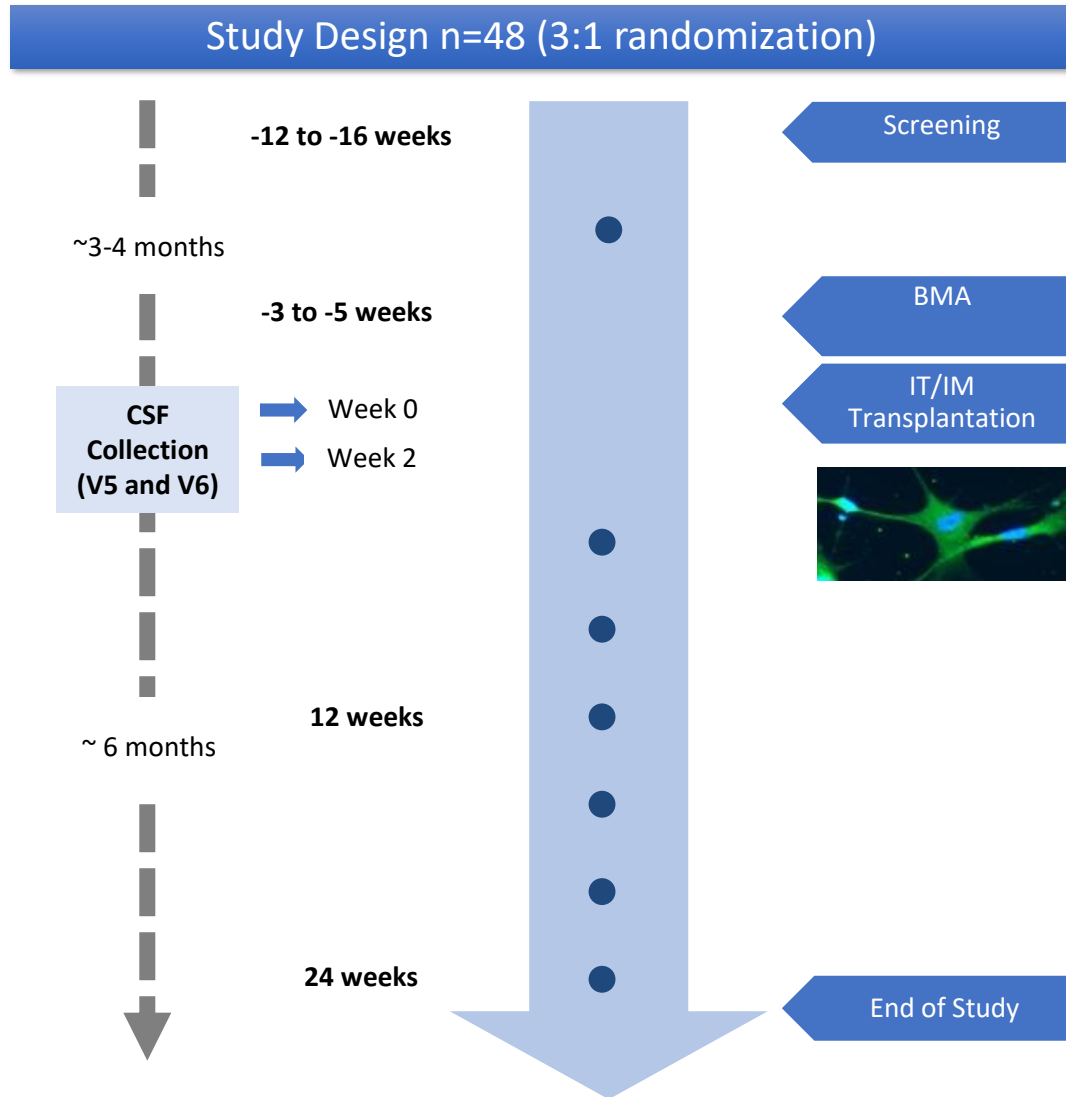 Study Design n=48 (3:1 randomization)
-12 to -16 weeks
Screening
~3-4 months
-3 to -5 weeks
BMA
CSF
Collection
(V5 and V6)
Week 0
Week 2
IT/IM
Transplantation
12 weeks
~ 6 months
24 weeks
End of Study